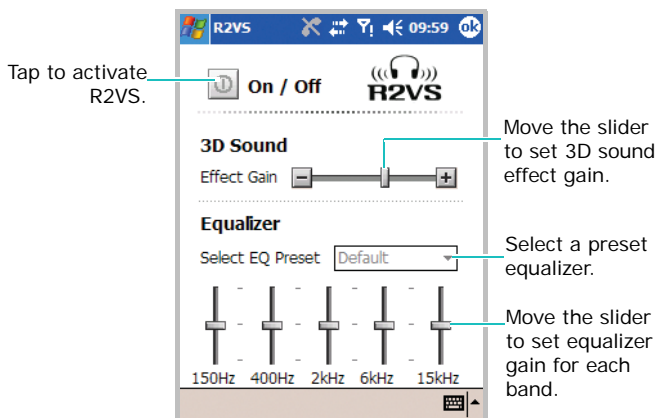 R2VS 09:59 ok
Tap to activate
R2VS.
On / Off
R2VS
3D Sound
Effect Gain
Move the slider
to set 3D sound
effect gain.
Equalizer
Select EQ Preset Default
Select a preset
equalizer.
Move the slider
to set equalizer
gain for each
band.
150Hz 400Hz 2kHz 6kHz 15kHz